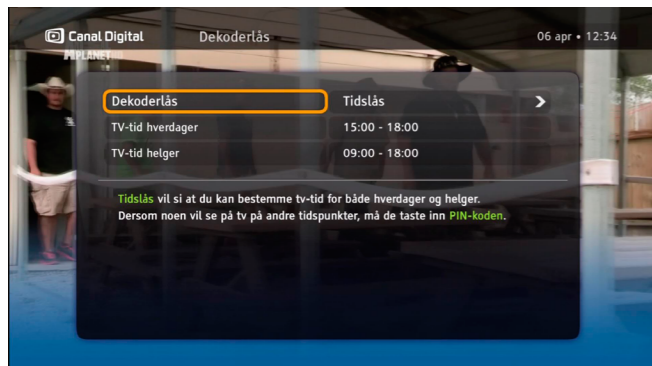 Canal Digital Dekoderlås 06 apr • 12:34
APLANET
Dekoderlås Tidslås
TV-tid hverdager 15:00 - 18:00
TV-tid helger 09:00 - 18:00
Tidslås vil si at du kan bestemme tv-tid for både hverdager og helger.
Dersom noen vil se på tv på andre tidspunkter, må de taste inn PIN-koden.